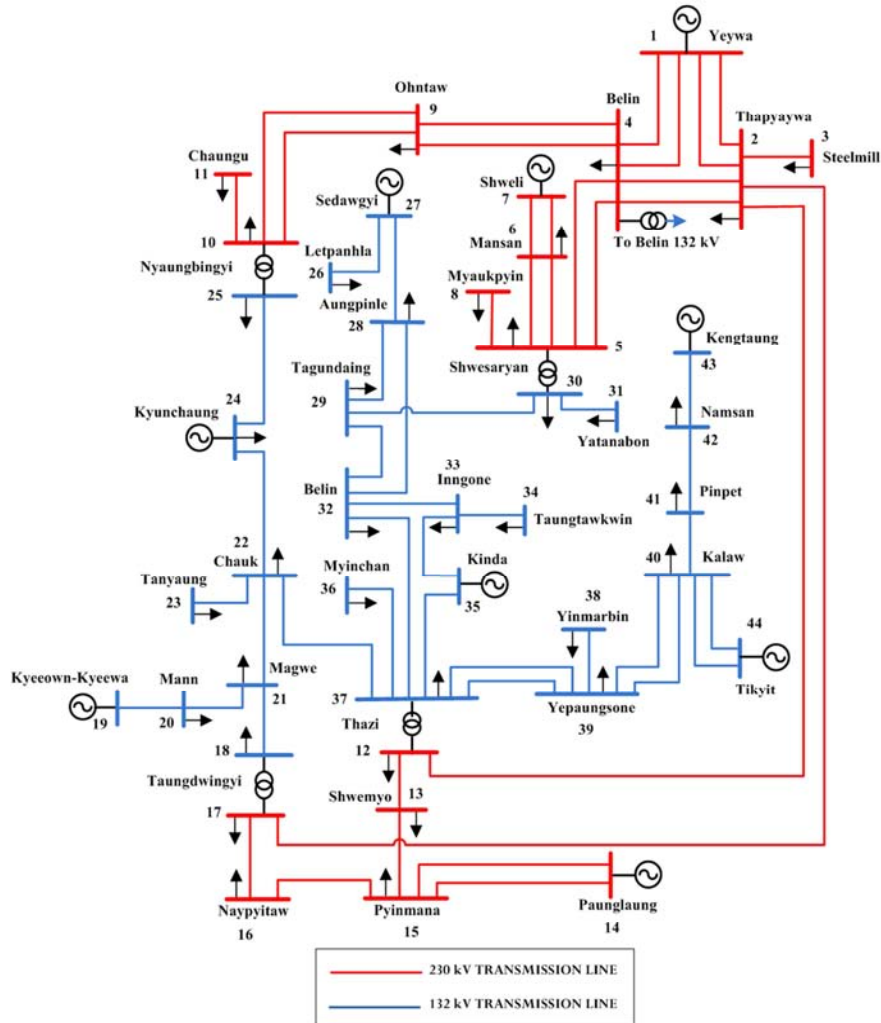 1
Yeywa
Ohntaw
9
Belin
4
Thapyaywa
2
3
Steelmill
Chaungu
11
Shweli
7
Sedawgyi
27
10
Nyaungbingyi
Letpanhla
26
6
Mansan
To Belin 132 kV
25
Aungpinle
28
Myaukpyin
8
5
Shwesaryan
Kengtaung
43
Tagundaing
29
30
31
Yatanabon
24
Kyunchaung
Namsan
42
Belin
32
33
Inngone
34
Taungtawkwin
Pinpet
41
22
Chauk
Tanyaung
23
Myinchan
36
Kinda
35
40
Kalaw
38
Yinmarbin
44
Tikyit
Kyeeown-Kyeewa
19
Mann
20
Magwe
21
37
Thazi
Yepaungsone
39
18
Taungdwingyi
12
Shwemyo
13
17
Naypyitaw
16
Pyinmana
15
Paunglaung
14
230 kV TRANSMISSION LINE
132 kV TRANSMISSION LINE